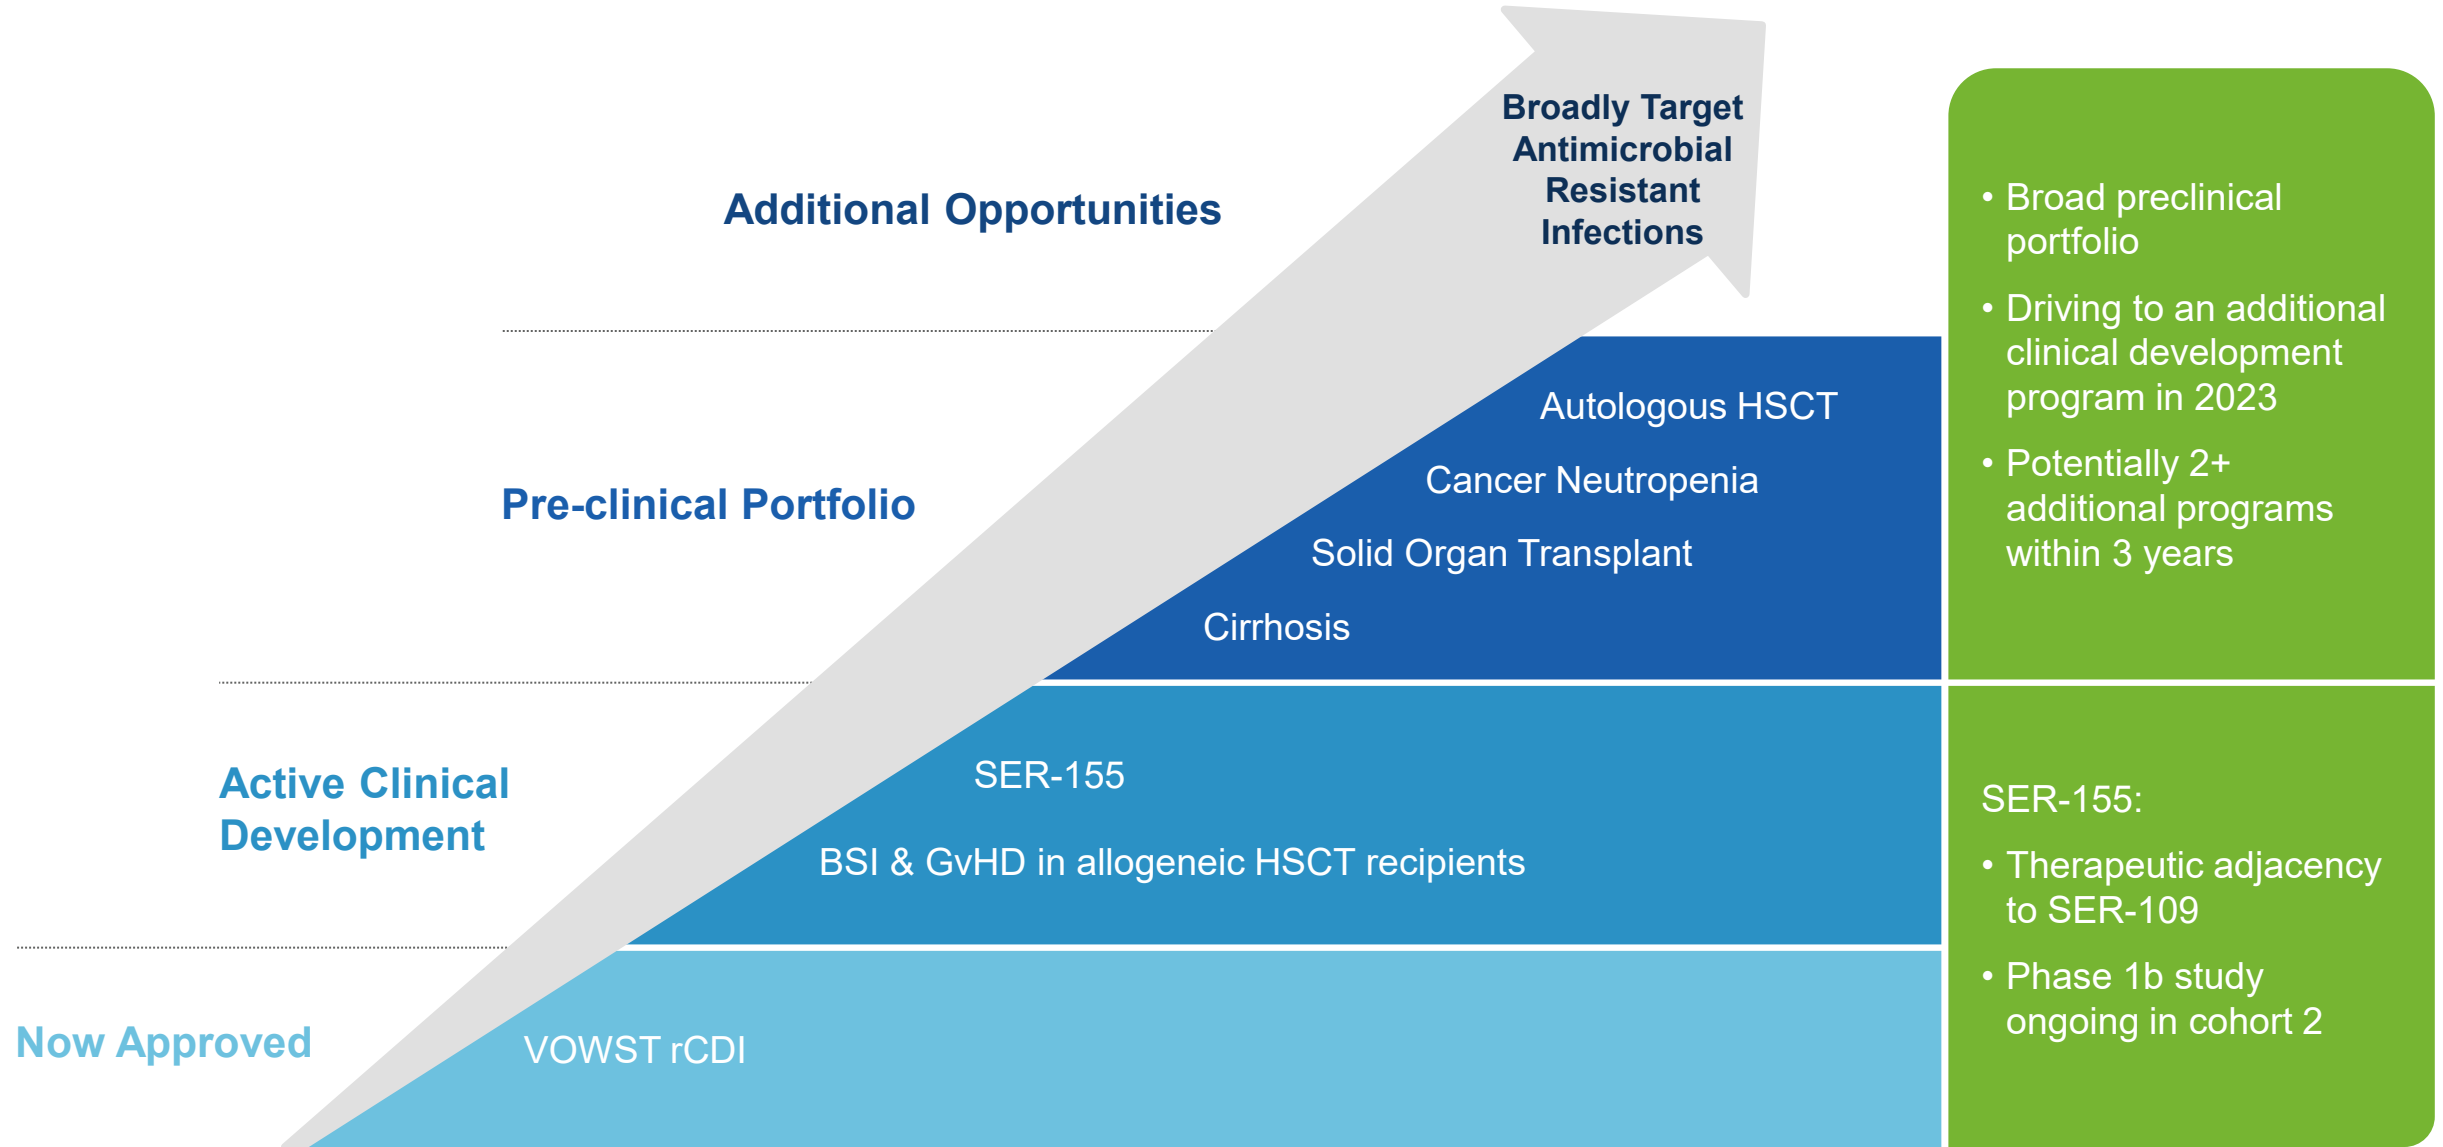 Broadly Target
Antimicrobial
Resistant
Infections
Additional Opportunities
Pre-clinical Portfolio
Autologous HSCT
Cancer Neutropenia
Solid Organ Transplant
Cirrhosis
• Broad preclinical
portfolio
• Driving to an additional
clinical development
program in 2023
• Potentially 2+
additional programs
within 3 years
Active Clinical
Development
SER-155
BSI & GvHD in allogeneic HSCT recipients
Now Approved
VOWST rCDI
SER-155:
• Therapeutic adjacency
to SER-109
• Phase 1b study
ongoing in cohort 2